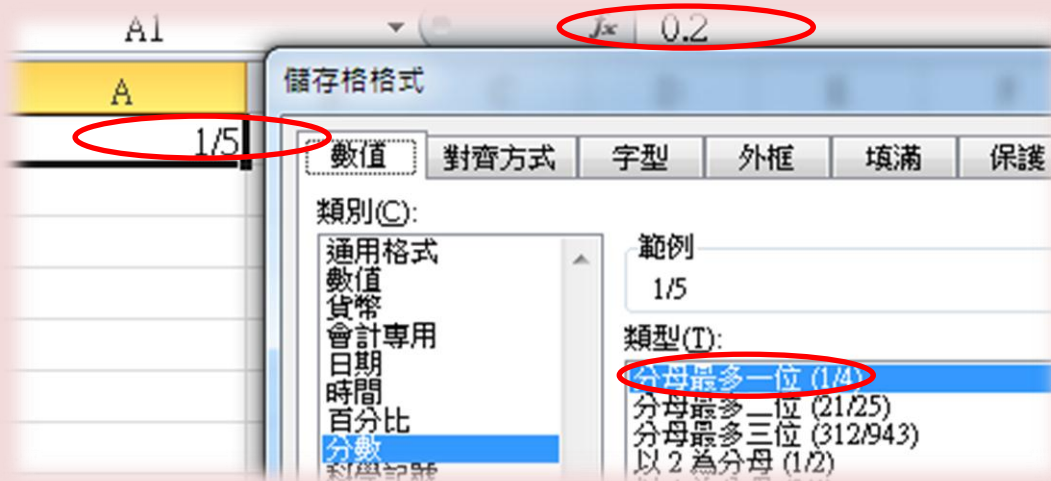 A1
fx 0.2
A
1/5
儲存格格式
數值 對齊方式 字型 外框 填滿 保護
類別(C):
通用格式
數值
貨幣
會計專用
日期
時間
百分比
分數
科學記號
範例
1/5
類型(T):
分母最多一位 (1/4)
分母最多二位 (21/25)
分母最多三位 (312/943)
以 2 為分母 (1/2)